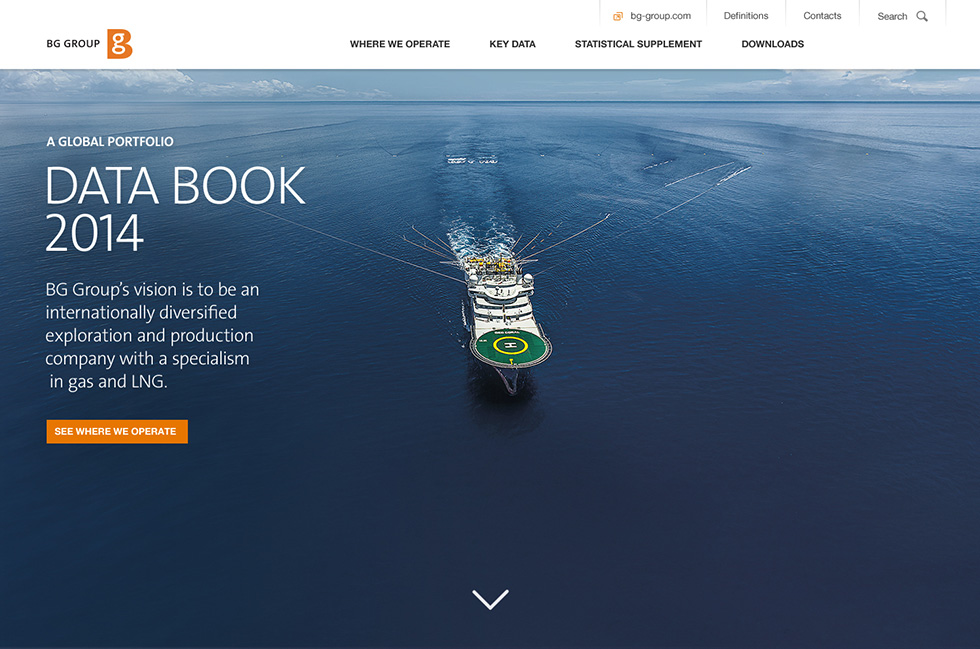 bg-group.com
Definitions
Contacts
Search
BG GROUP
WHERE WE OPERATE
KEY DATA
STATISTICAL SUPPLEMENT
DOWNLOADS
A GLOBAL PORTFOLIO
DATA BOOK
2014
BG Group's vision is to be an
internationally diversified
exploration and production
company with a specialism
in gas and LNG.
SEE WHERE WE OPERATE
H